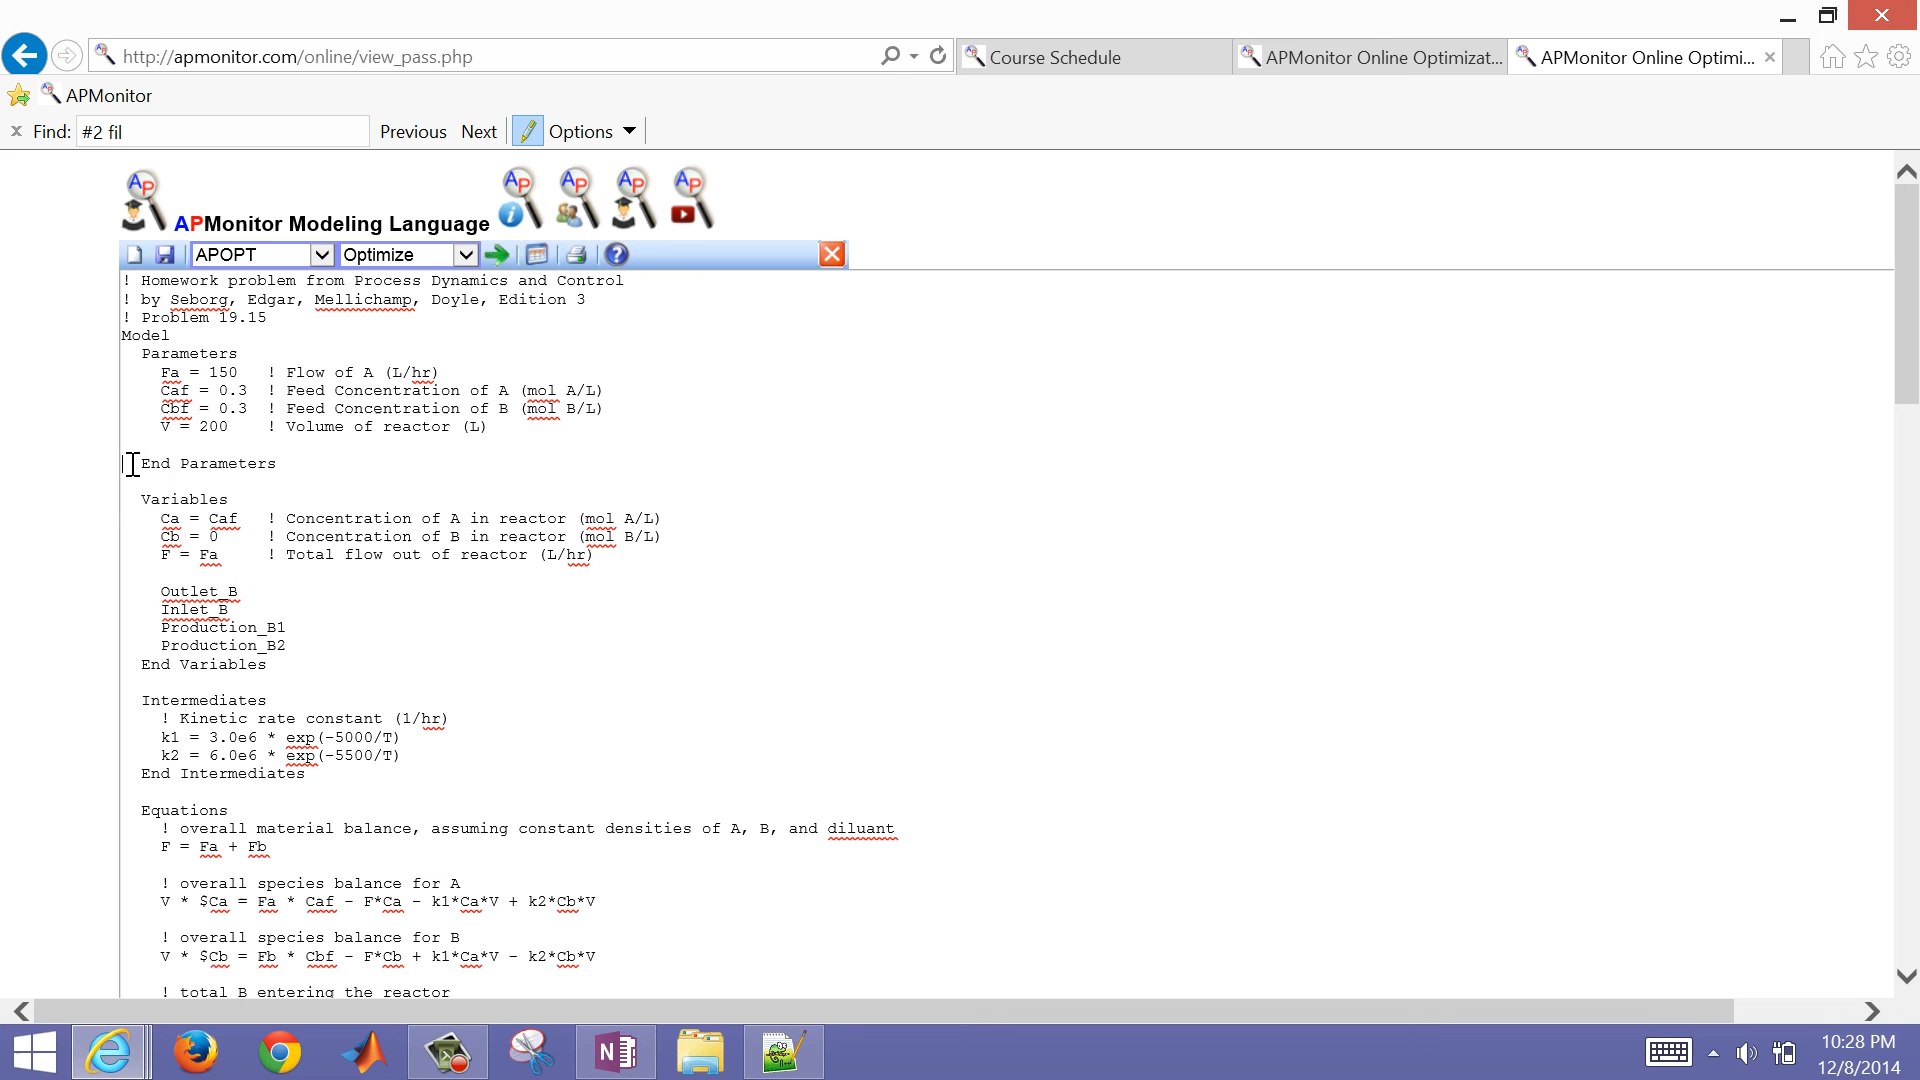 http://apmonitor.com/online/view_pass.php
Course Schedule
APMonitor Online Optimizat...
APMonitor Online Optimi...
APMonitor
Find: #2 fil Previous Next Options
APMonitor Modeling Language
APOPT Optimize
! Homework problem from Process Dynamics and Control
! by Seborg, Edgar, Mellichamp, Doyle, Edition 3
! Problem 19.15
Model
Parameters
Fa = 150 ! Flow of A (L/hr)
Caf = 0.3 ! Feed Concentration of A (mol A/L)
Cbf = 0.3 ! Feed Concentration of B (mol B/L)
V = 200 ! Volume of reactor (L)
End Parameters
Variables
Ca = Caf ! Concentration of A in reactor (mol A/L)
Cb = 0 ! Concentration of B in reactor (mol B/L)
F = Fa ! Total flow out of reactor (L/hr)
Outlet_B
Inlet_B
Production_B1
Production_B2
End Variables
Intermediates
! Kinetic rate constant (1/hr)
k1 = 3.0e6 * exp(-5000/T)
k2 = 6.0e6 * exp(-5500/T)
End Intermediates
Equations
! overall material balance, assuming constant densities of A, B, and diluant
F = Fa + Fb
! overall species balance for A
V * $Ca = Fa * Caf - F*Ca - k1*Ca*V + k2*Cb*V
! overall species balance for B
V * $Cb = Fb * Cbf - F*Cb + k1*Ca*V - k2*Cb*V
! total B entering the reactor
10:28 PM
12/8/2014